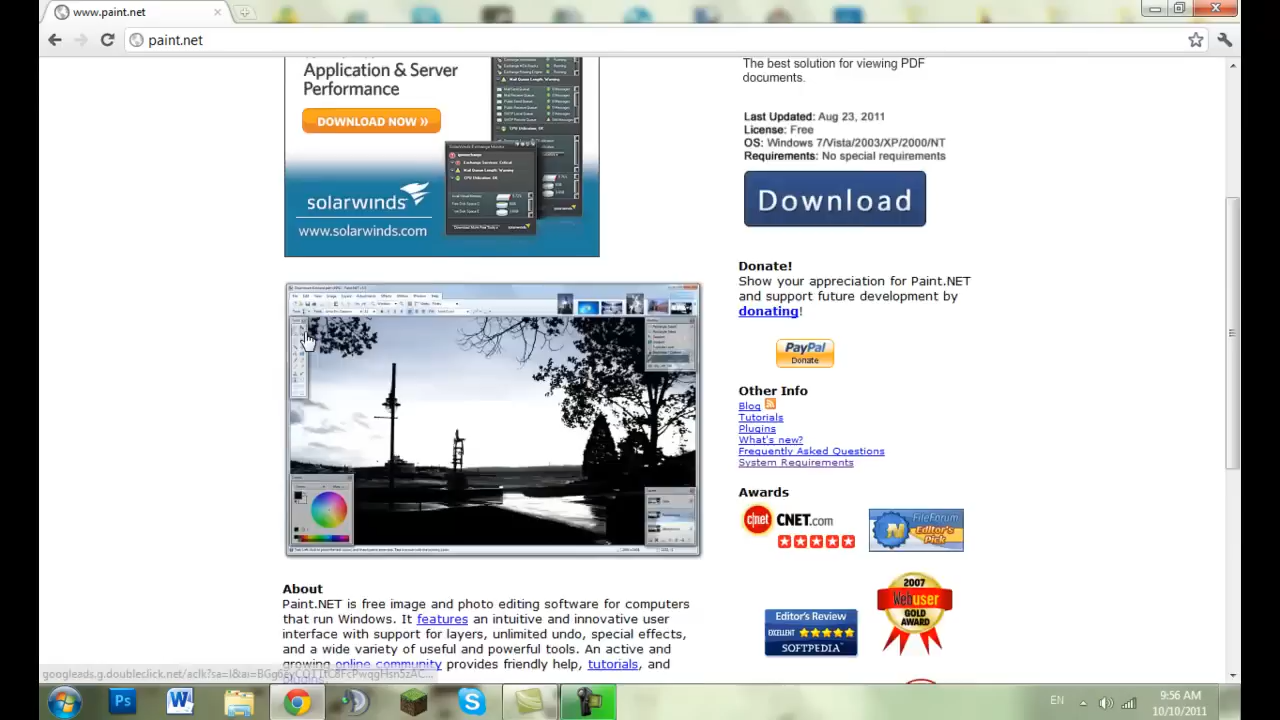 www.paint.net
paint.net
Application & Server
Performance
DOWNLOAD NOW »
solarwinds
www.solarwinds.com
The best solution for viewing PDF
documents.
Last Updated: Aug 23, 2011
License: Free
OS: Windows 7/Vista/2003/XP/2000/NT
Requirements: No special requirements
Download
Donate!
Show your appreciation for Paint.NET
and support future development by
donating!
PayPal
Donate
Other Info
Blog
Tutorials
Plugins
What's new?
Frequently Asked Questions
System Requirements
Awards
c|net CNET.com
FileForum
Editor's
Pick
2007
Webuser
GOLD
AWARD
Editor's Review
EXCELLENT
SOFTPEDIA
About
Paint.NET is free image and photo editing software for computers
that run Windows. It features an intuitive and innovative user
interface with support for layers, unlimited undo, special effects,
and a wide variety of useful and powerful tools. An active and
growing online community provides friendly help, tutorials, and
plugins.
Ps
W
EN
9:56 AM
10/10/2011